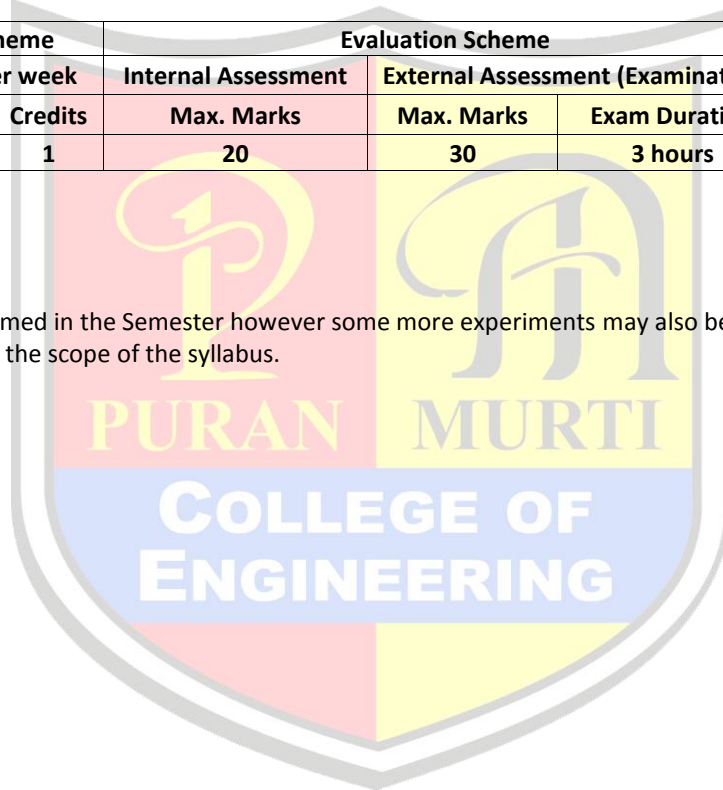 heme Evaluation Scheme
er week Internal Assessment External Assessment (Examinat
Credits Max. Marks Max. Marks Exam Durati
1 20 30 3 hours
med in the Semester however some more experiments may also be
the scope of the syllabus.
PURAN MURTI
COLLEGE OF
ENGINEERING